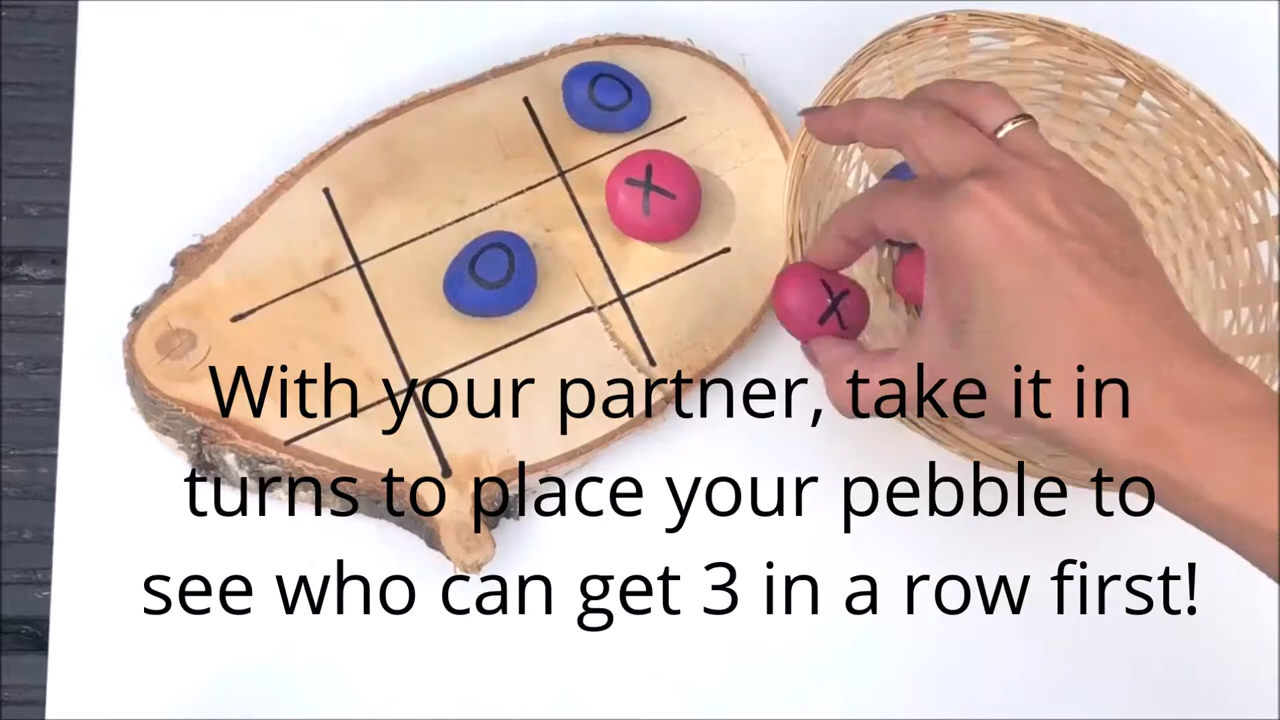 O
X
O
X
With your partner, take it in
turns to place your pebble to
see who can get 3 in a row first!